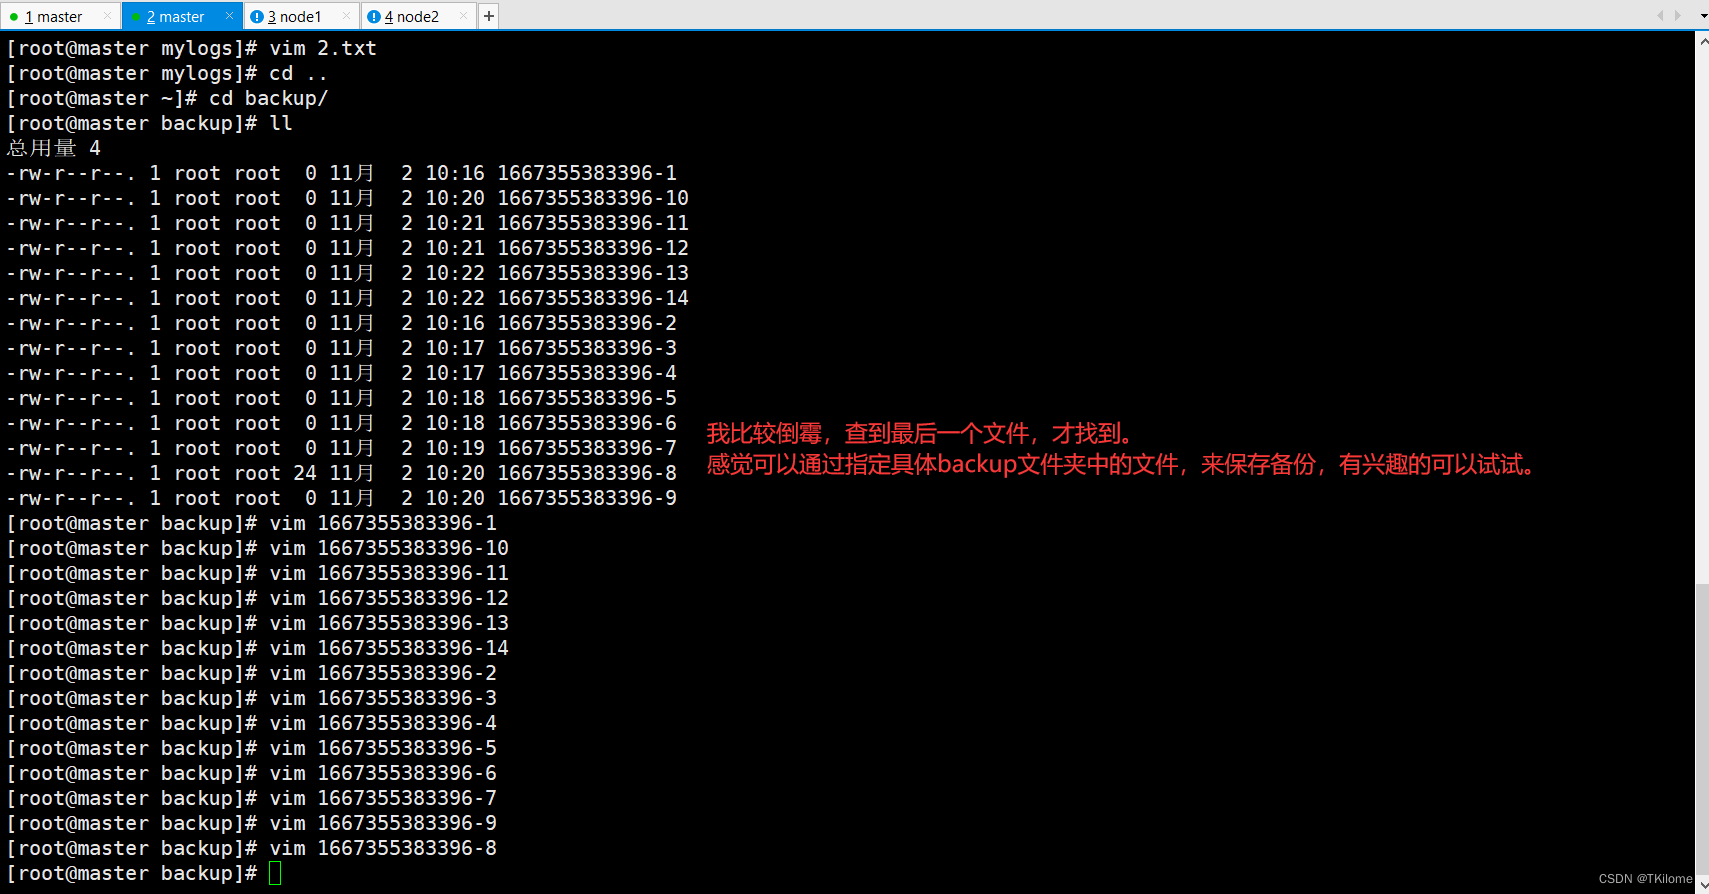 1 master × 2 master × 3 node1 × 4 node2 × +
[root@master mylogs]# vim 2.txt
[root@master mylogs]# cd ..
[root@master ~]# cd backup/
[root@master backup]# ll
总用量 4
-rw-r--r--. 1 root root  0 11月  2 10:16 1667355383396-1
-rw-r--r--. 1 root root  0 11月  2 10:20 1667355383396-10
-rw-r--r--. 1 root root  0 11月  2 10:21 1667355383396-11
-rw-r--r--. 1 root root  0 11月  2 10:21 1667355383396-12
-rw-r--r--. 1 root root  0 11月  2 10:22 1667355383396-13
-rw-r--r--. 1 root root  0 11月  2 10:22 1667355383396-14
-rw-r--r--. 1 root root  0 11月  2 10:16 1667355383396-2
-rw-r--r--. 1 root root  0 11月  2 10:17 1667355383396-3
-rw-r--r--. 1 root root  0 11月  2 10:17 1667355383396-4
-rw-r--r--. 1 root root  0 11月  2 10:18 1667355383396-5
-rw-r--r--. 1 root root  0 11月  2 10:18 1667355383396-6
-rw-r--r--. 1 root root  0 11月  2 10:19 1667355383396-7
-rw-r--r--. 1 root root 24 11月  2 10:20 1667355383396-8
-rw-r--r--. 1 root root  0 11月  2 10:20 1667355383396-9
我比较倒霉，查到最后一个文件，才找到。
感觉可以通过指定具体backup文件夹中的文件，来保存备份，有兴趣的可以试试。
[root@master backup]# vim 1667355383396-1
[root@master backup]# vim 1667355383396-10
[root@master backup]# vim 1667355383396-11
[root@master backup]# vim 1667355383396-12
[root@master backup]# vim 1667355383396-13
[root@master backup]# vim 1667355383396-14
[root@master backup]# vim 1667355383396-2
[root@master backup]# vim 1667355383396-3
[root@master backup]# vim 1667355383396-4
[root@master backup]# vim 1667355383396-5
[root@master backup]# vim 1667355383396-6
[root@master backup]# vim 1667355383396-7
[root@master backup]# vim 1667355383396-9
[root@master backup]# vim 1667355383396-8
[root@master backup]#
CSDN @TKilome